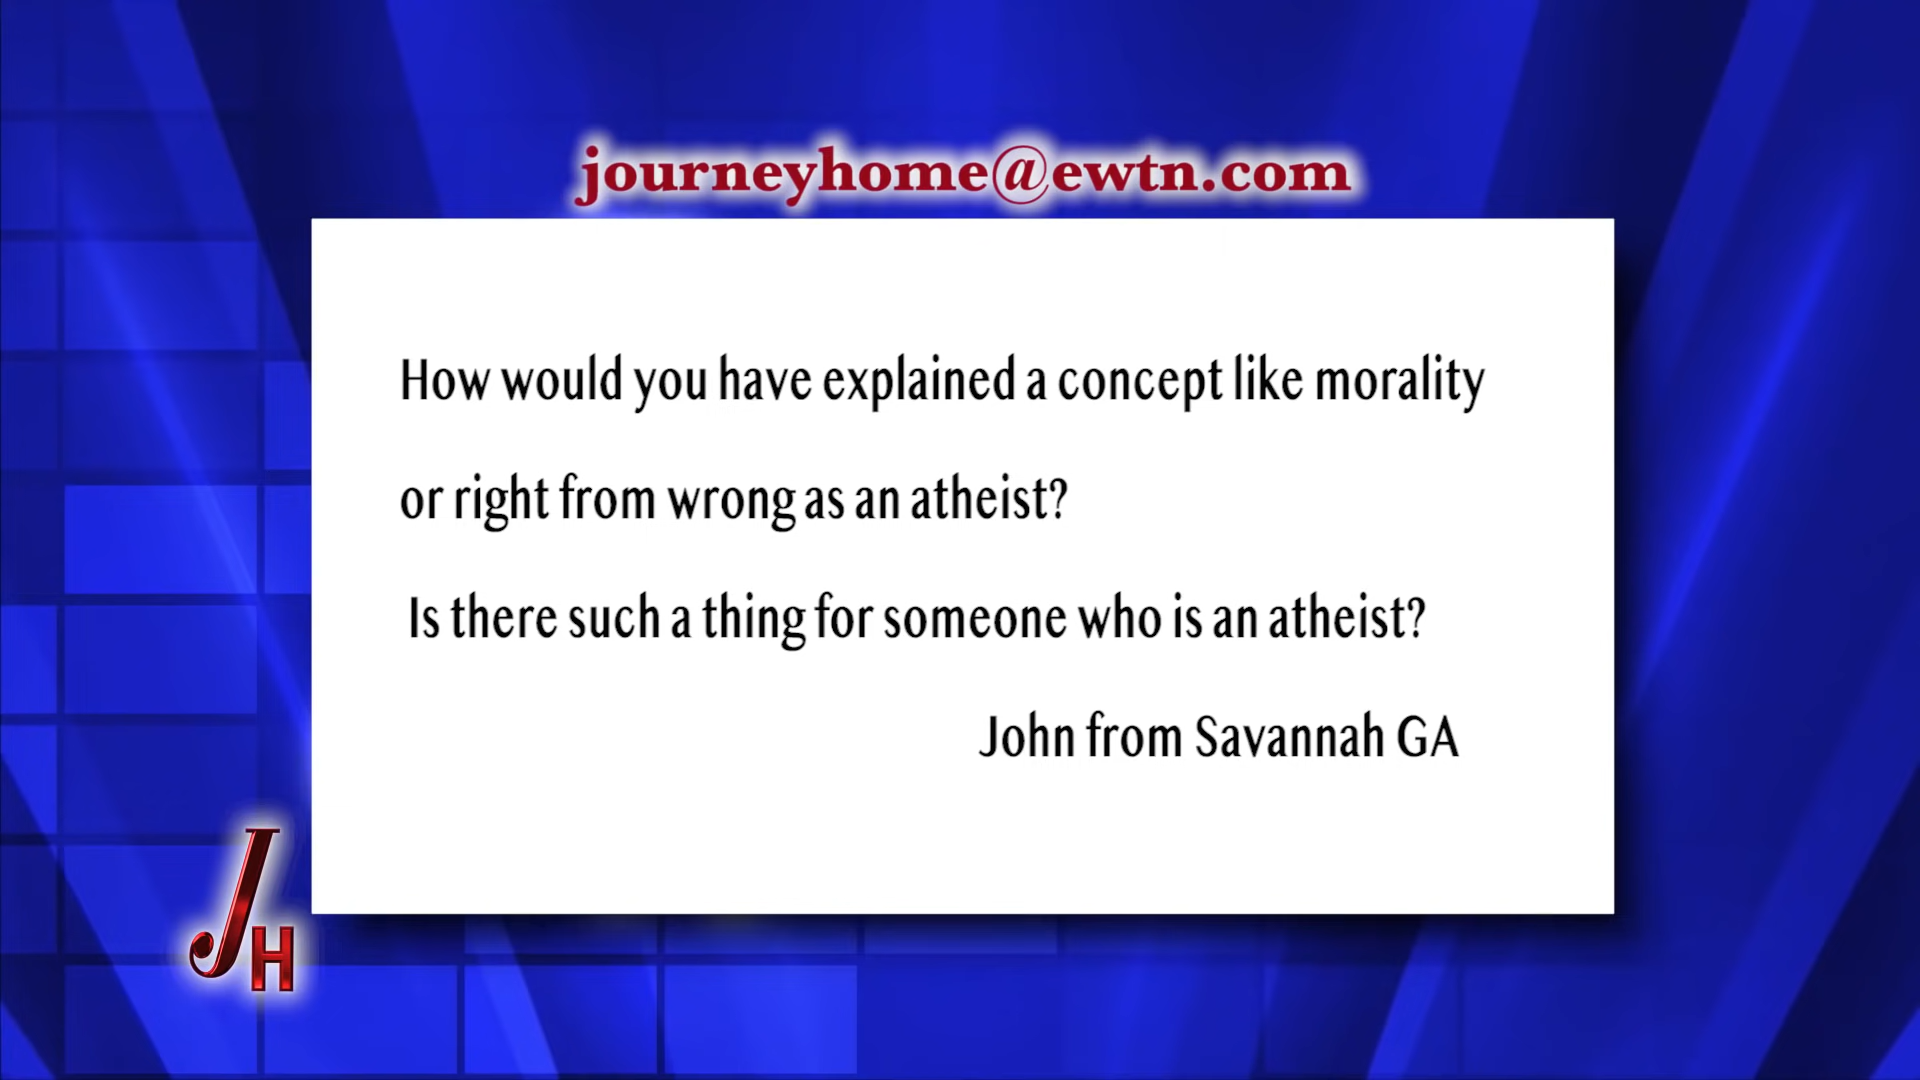 journeyhome@ewtn.com
How would you have explained a concept like morality
or right from wrong as an atheist?
Is there such a thing for someone who is an atheist?
John from Savannah GA
JH